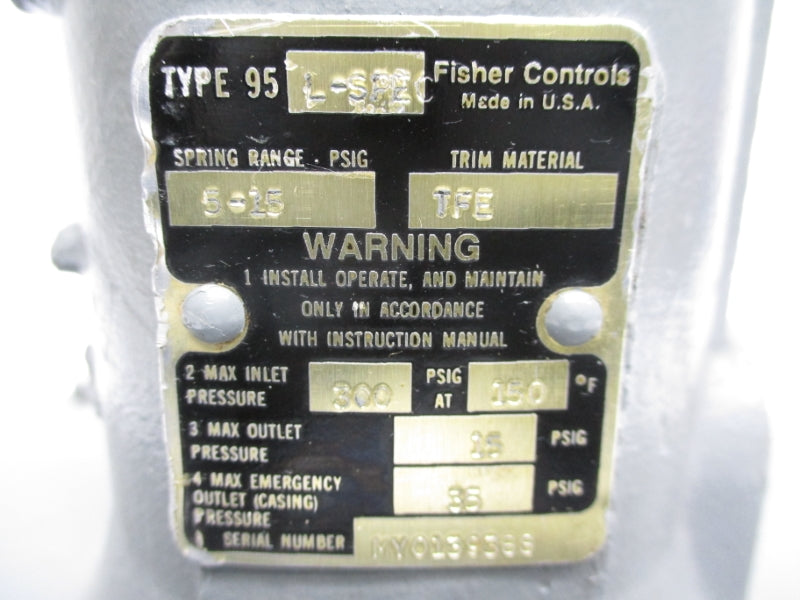 TYPE 95 L-SPEC Fisher Controls
Made in U.S.A.
SPRING RANGE - PSIG TRIM MATERIAL
5-15 TFE
WARNING
1 INSTALL OPERATE, AND MAINTAIN
ONLY IN ACCORDANCE
WITH INSTRUCTION MANUAL
2 MAX INLET PRESSURE 300 PSIG AT 150 °F
3 MAX OUTLET PRESSURE 15 PSIG
4 MAX EMERGENCY
OUTLET (CASING)
PRESSURE 35 PSIG
SERIAL NUMBER